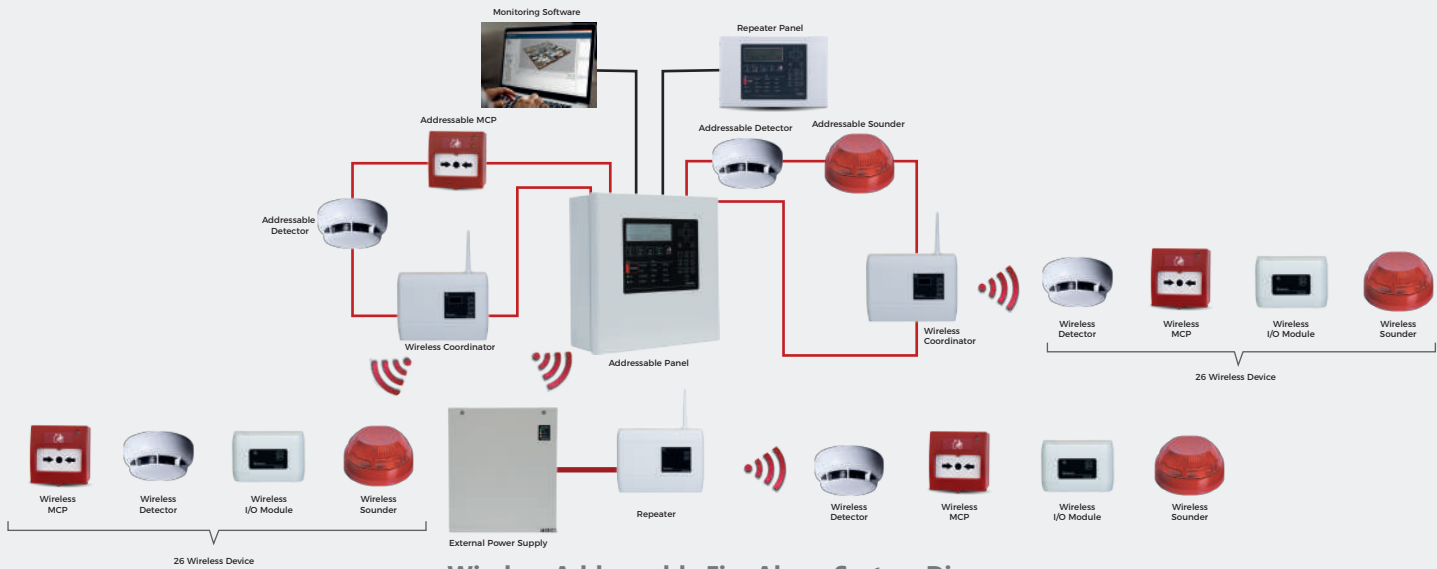 Monitoring Software
Repeater Panel
Addressable MCP
Addressable Detector
Addressable Sounder
Addressable
Detector
Wireless Coordinator
Addressable Panel
Wireless
Coordinator
Wireless
Detector
Wireless
MCP
Wireless
I/O Module
Wireless
Sounder
26 Wireless Device
Wireless
MCP
Wireless
Detector
Wireless
I/O Module
Wireless
Sounder
26 Wireless Device
External Power Supply
Repeater
Wireless
Detector
Wireless
MCP
Wireless
I/O Module
Wireless
Sounder